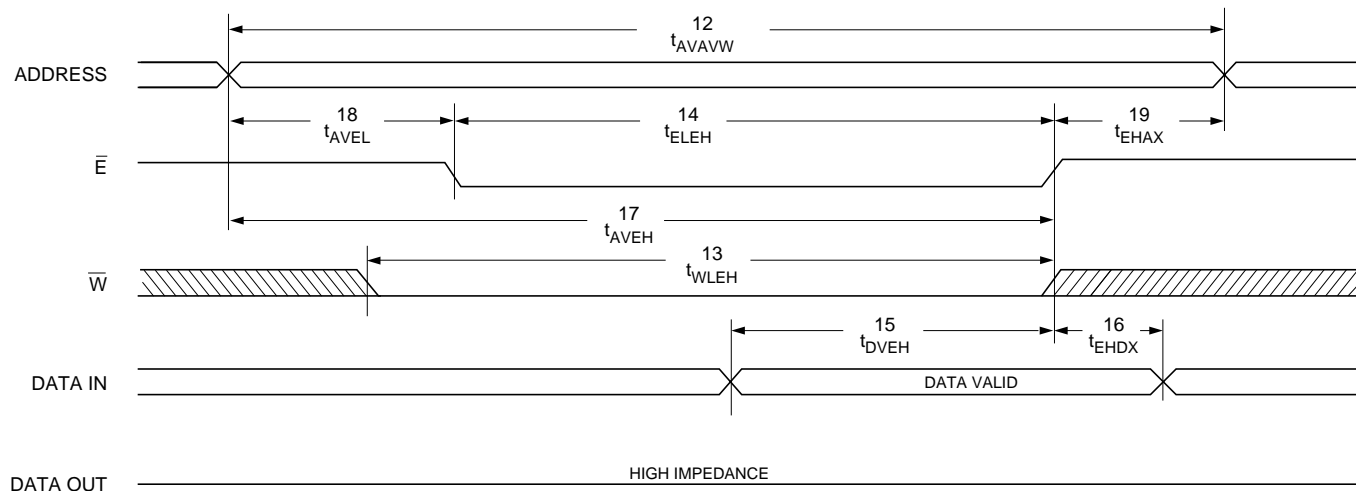 12
tAVAVW
ADDRESS
18 14 19
tAVEL tELEH tEHAX
E̅
17
tAVEH
13
W̅ tWLEH
15 16
tDVEH tEHDX
DATA IN DATA VALID
HIGH IMPEDANCE
DATA OUT